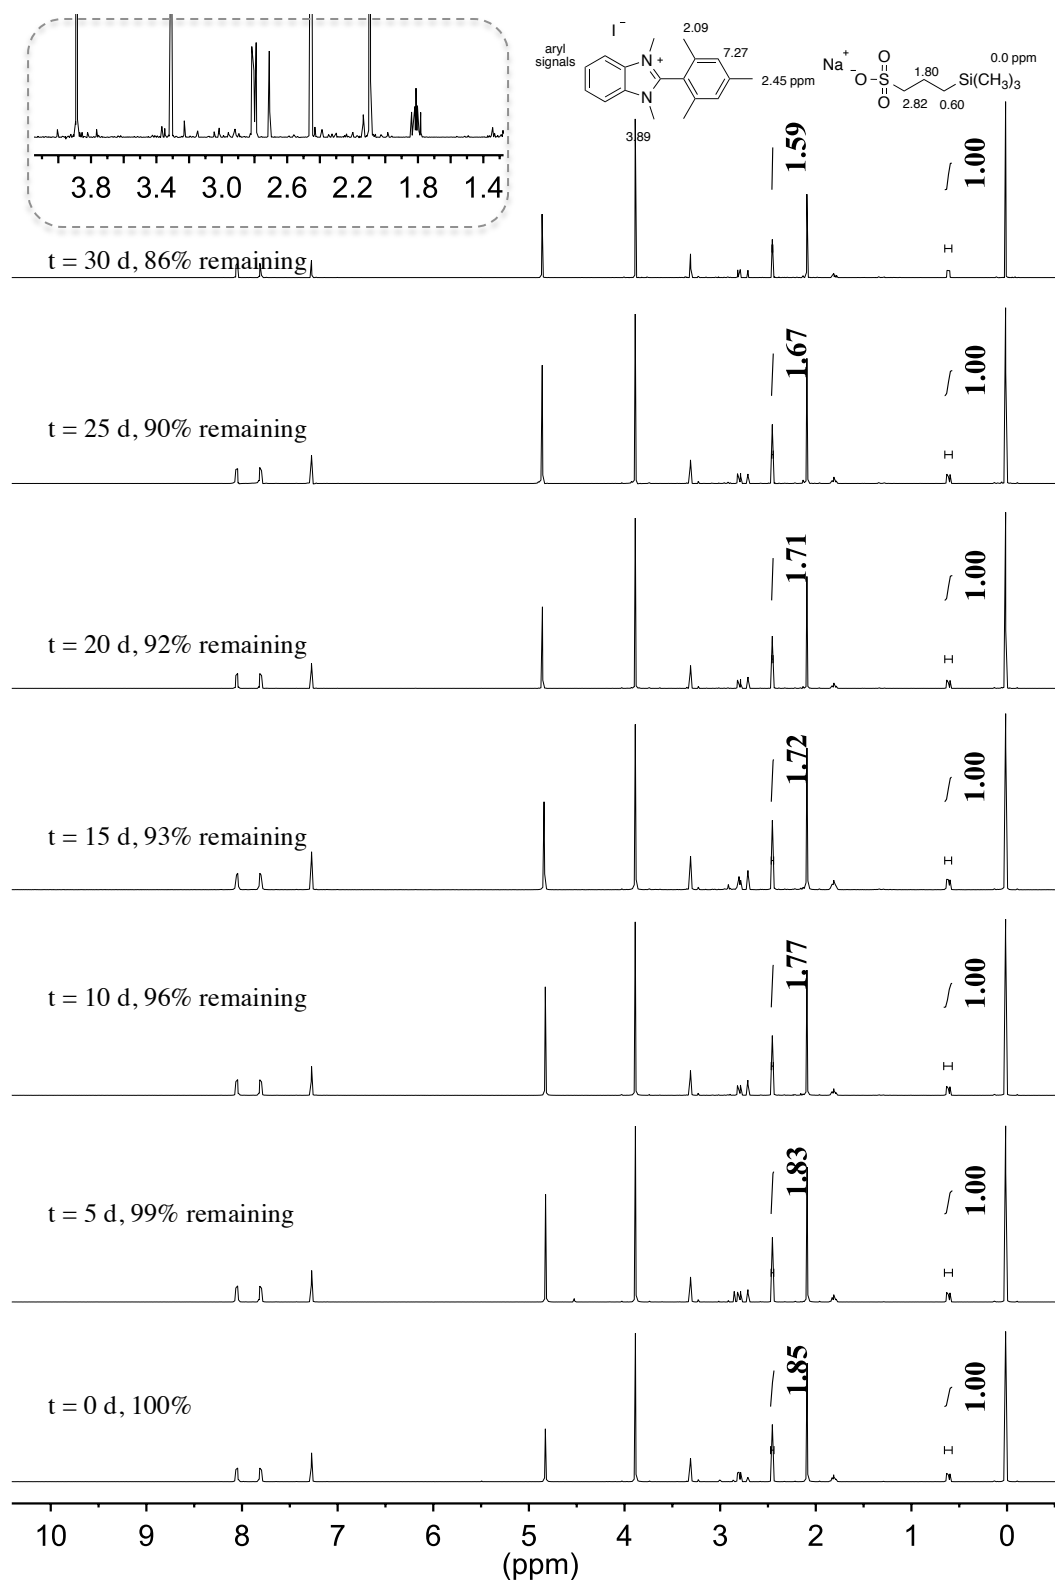 I⁻
aryl
signals
N
+
N
2.09
7.27
2.45 ppm
3.89
Na⁺
⁻O
O
S
O
1.80
2.82
0.60
Si(CH₃)₃
0.0 ppm
3.8 3.4 3.0 2.6 2.2 1.8 1.4
t = 30 d, 86% remaining
1.59
1.00
t = 25 d, 90% remaining
1.67
1.00
t = 20 d, 92% remaining
1.71
1.00
t = 15 d, 93% remaining
1.72
1.00
t = 10 d, 96% remaining
1.77
1.00
t = 5 d, 99% remaining
1.83
1.00
t = 0 d, 100%
1.85
1.00
10 9 8 7 6 5 4 3 2 1 0
(ppm)